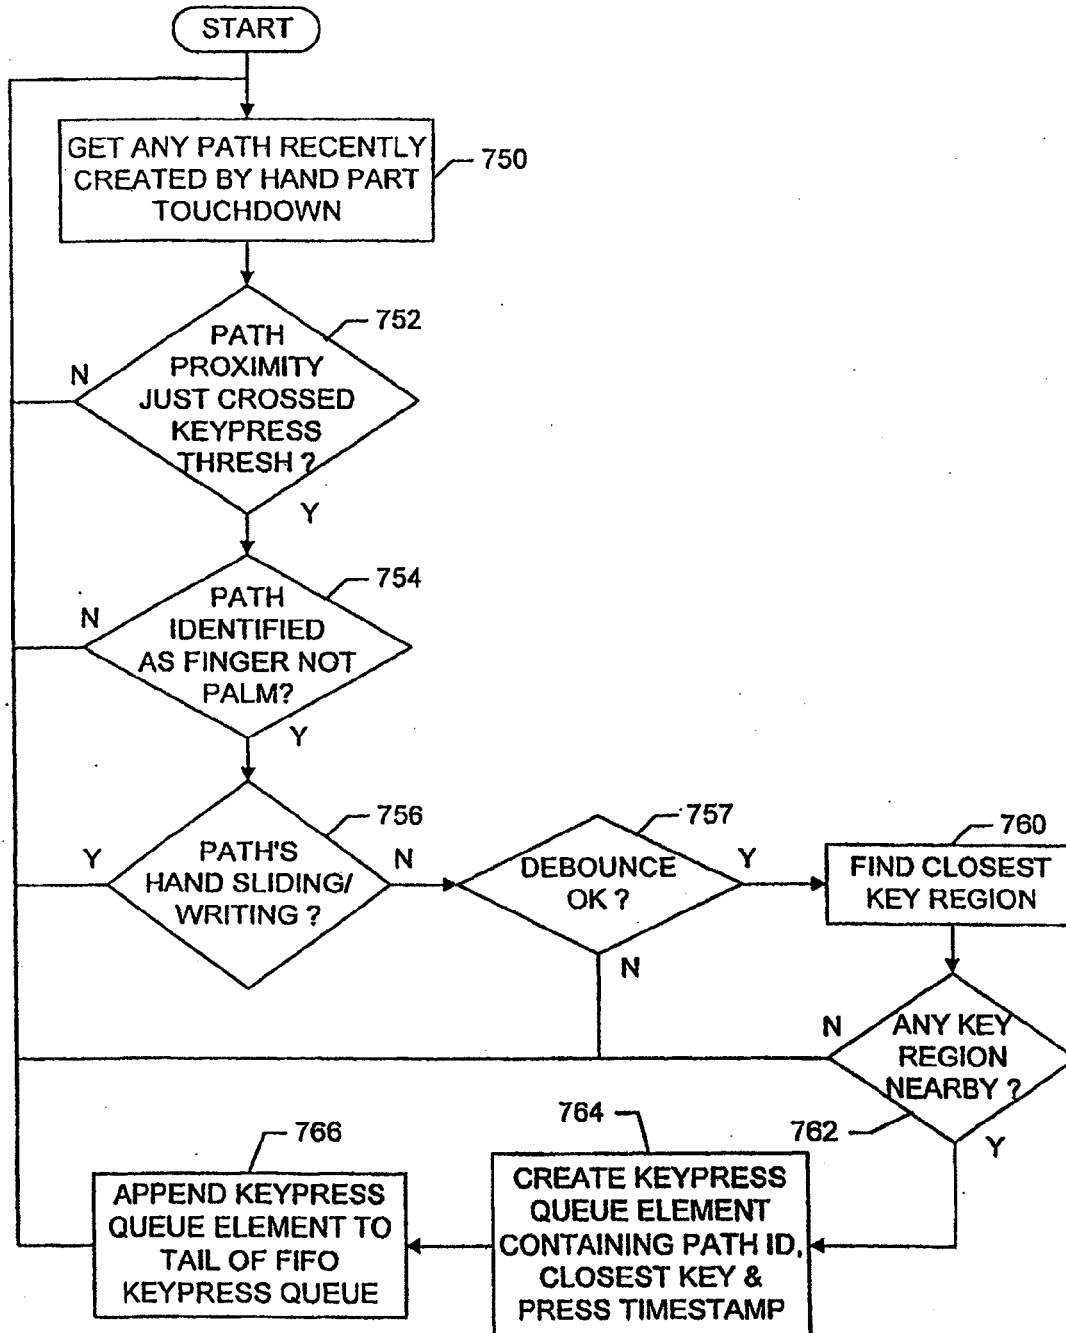 START
GET ANY PATH RECENTLY
CREATED BY HAND PART
TOUCHDOWN
750
PATH
PROXIMITY
JUST CROSSED
KEYPRESS
THRESH ?
752
N
Y
PATH
IDENTIFIED
AS FINGER NOT
PALM?
754
N
Y
PATH'S
HAND SLIDING/
WRITING ?
756
Y
N
DEBOUNCE
OK ?
757
Y
N
760
FIND CLOSEST
KEY REGION
ANY KEY
REGION
NEARBY ?
762
N
Y
764
CREATE KEYPRESS
QUEUE ELEMENT
CONTAINING PATH ID,
CLOSEST KEY &
PRESS TIMESTAMP
766
APPEND KEYPRESS
QUEUE ELEMENT TO
TAIL OF FIFO
KEYPRESS QUEUE